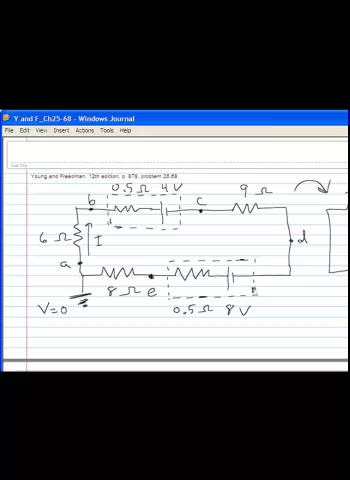 Y and F_Ch25-68 - Windows Journal
File Edit View Insert Actions Tools Help
Young and Freedman, 12th edition, p. 878, problem 25.68
0.5 Ω 4 V
b c 9 Ω
6 Ω I d
a
8 Ω e
V=0 0.5 Ω 8 V